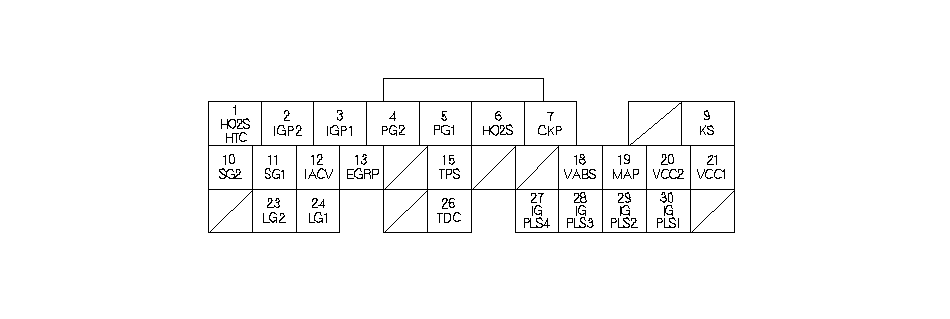 1 2 3 4 5 6 7 9
HO2S HTC IGP2 IGP1 PG2 PG1 HO2S CKP KS
10 11 12 13 15 18 19 20 21
SG2 SG1 IACV EGRP TPS VABS MAP VCC2 VCC1
23 24 26 27 28 29 30
LG2 LG1 TDC IG PLS4 IG PLS3 IG PLS2 IG PLS1